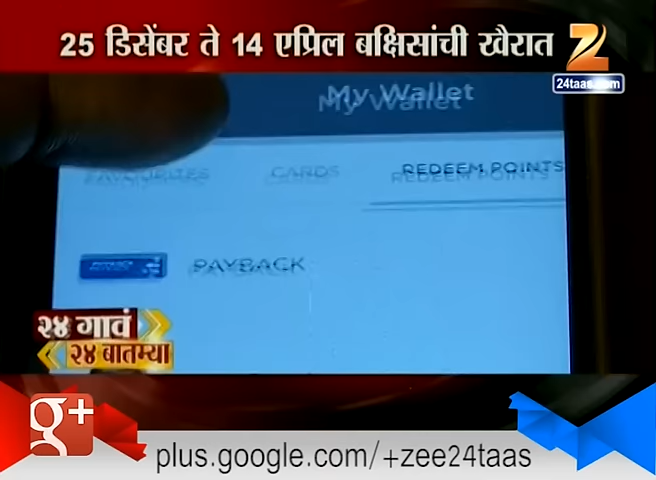 25 डिसेंबर ते 14 एप्रिल बक्षिसांची खैरात
24taas.com
My Wallet
FAVOURITES CARDS REDEEM POINTS
PAYBACK
२४ गावं
२४ बातम्या
g+
plus.google.com/+zee24taas